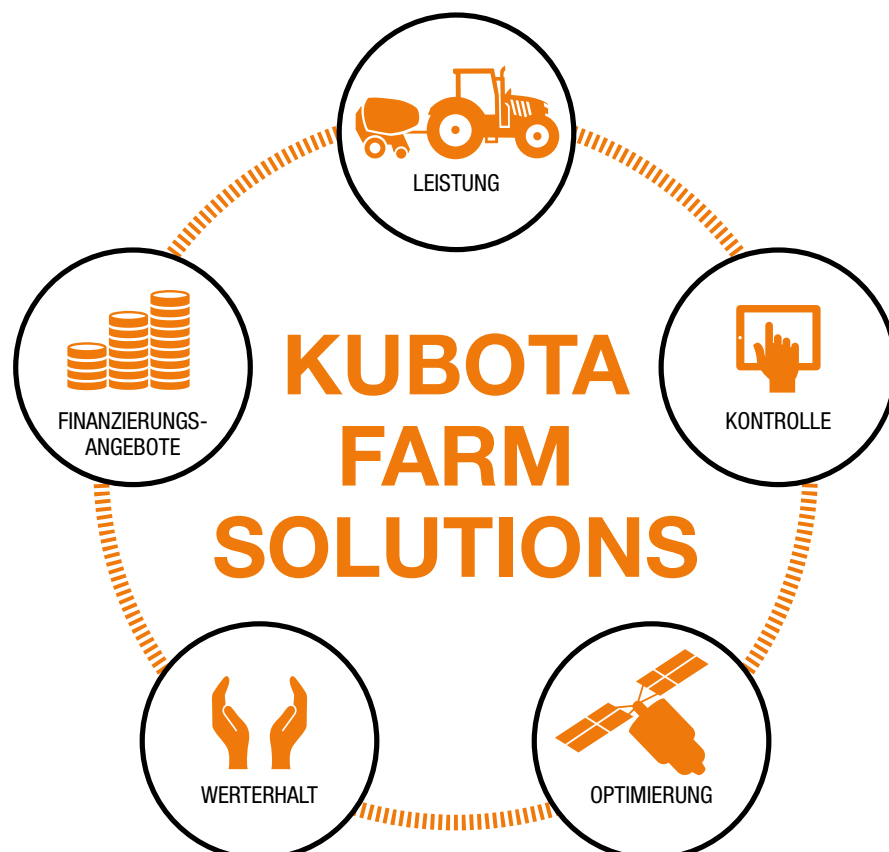 LEISTUNG
KONTROLLE
OPTIMIERUNG
WERTERHALT
FINANZIERUNGS-
ANGEBOTE
KUBOTA
FARM
SOLUTIONS